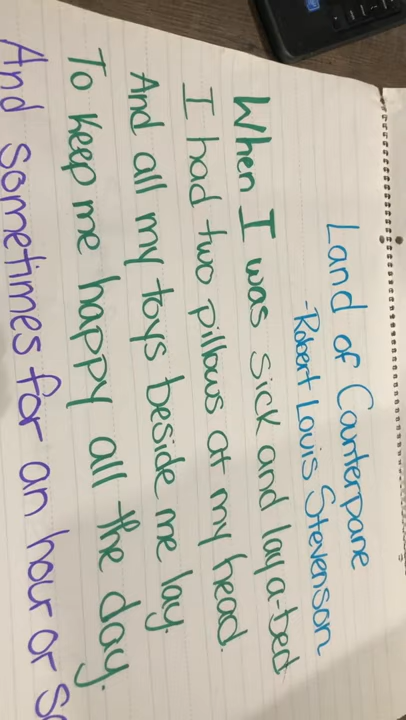 Land of Counterpane
-Robert Louis Stevenson
When I was sick and lay a-bed
I had two pillows at my head.
And all my toys beside me lay.
To keep me happy all the day.
And sometimes for an hour or So